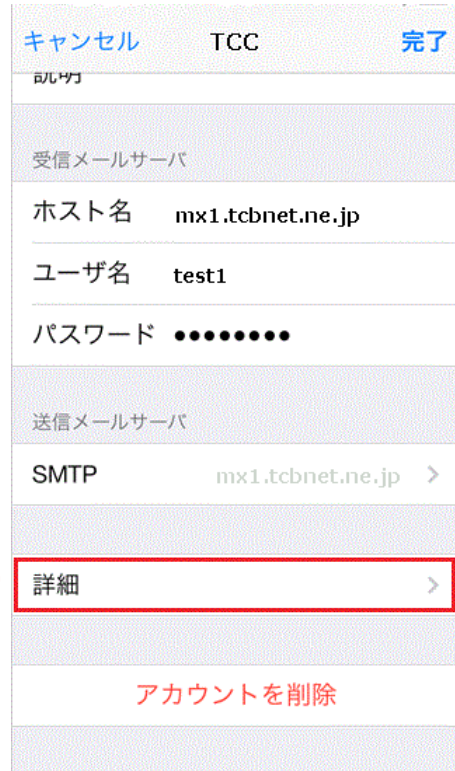 キャンセル TCC 完了
説明
受信メールサーバ
ホスト名 mx1.tcbnet.ne.jp
ユーザ名 test1
パスワード ●●●●●●●●
送信メールサーバ
SMTP mx1.tcbnet.ne.jp >
詳細 >
アカウントを削除